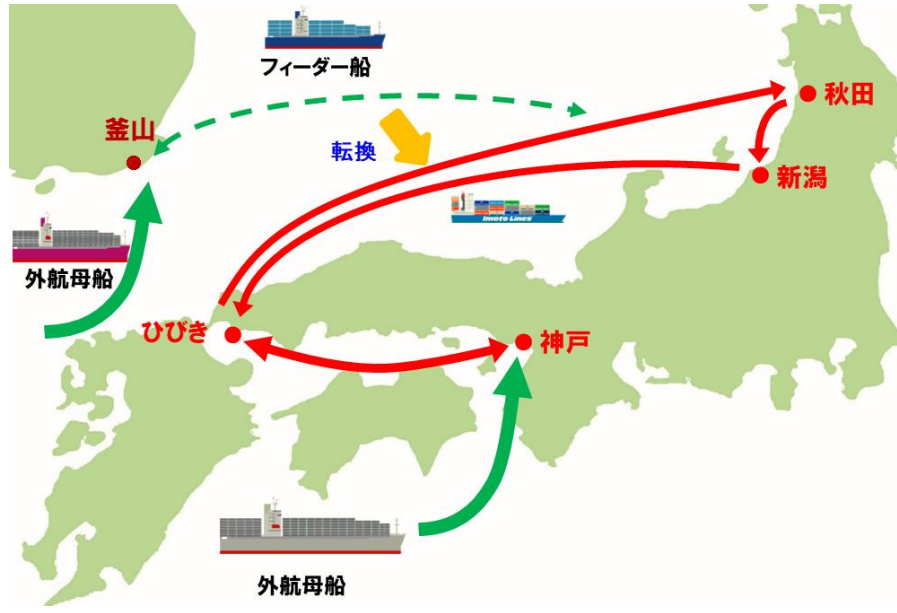 フィーダー船
釜山
秋田
転換
新潟
Imoto Lines
外航母船
ひびき
神戸
外航母船